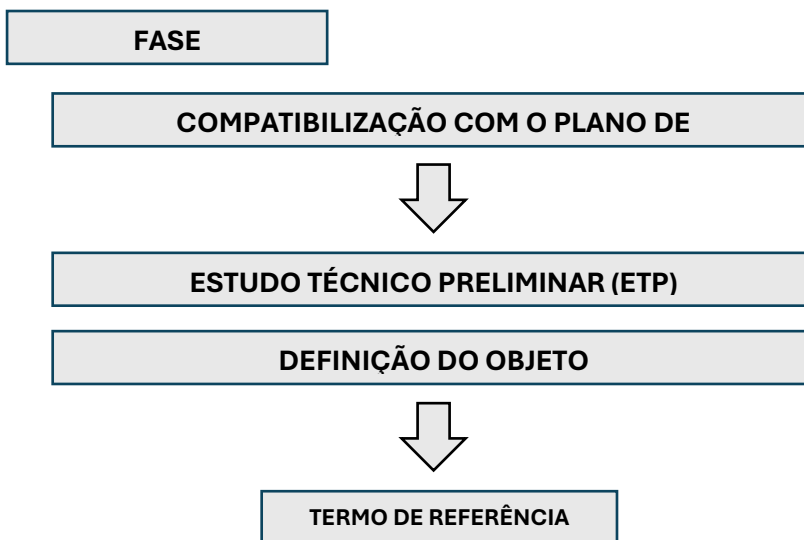 FASE
COMPATIBILIZAÇÃO COM O PLANO DE
ESTUDO TÉCNICO PRELIMINAR (ETP)
DEFINIÇÃO DO OBJETO
TERMO DE REFERÊNCIA